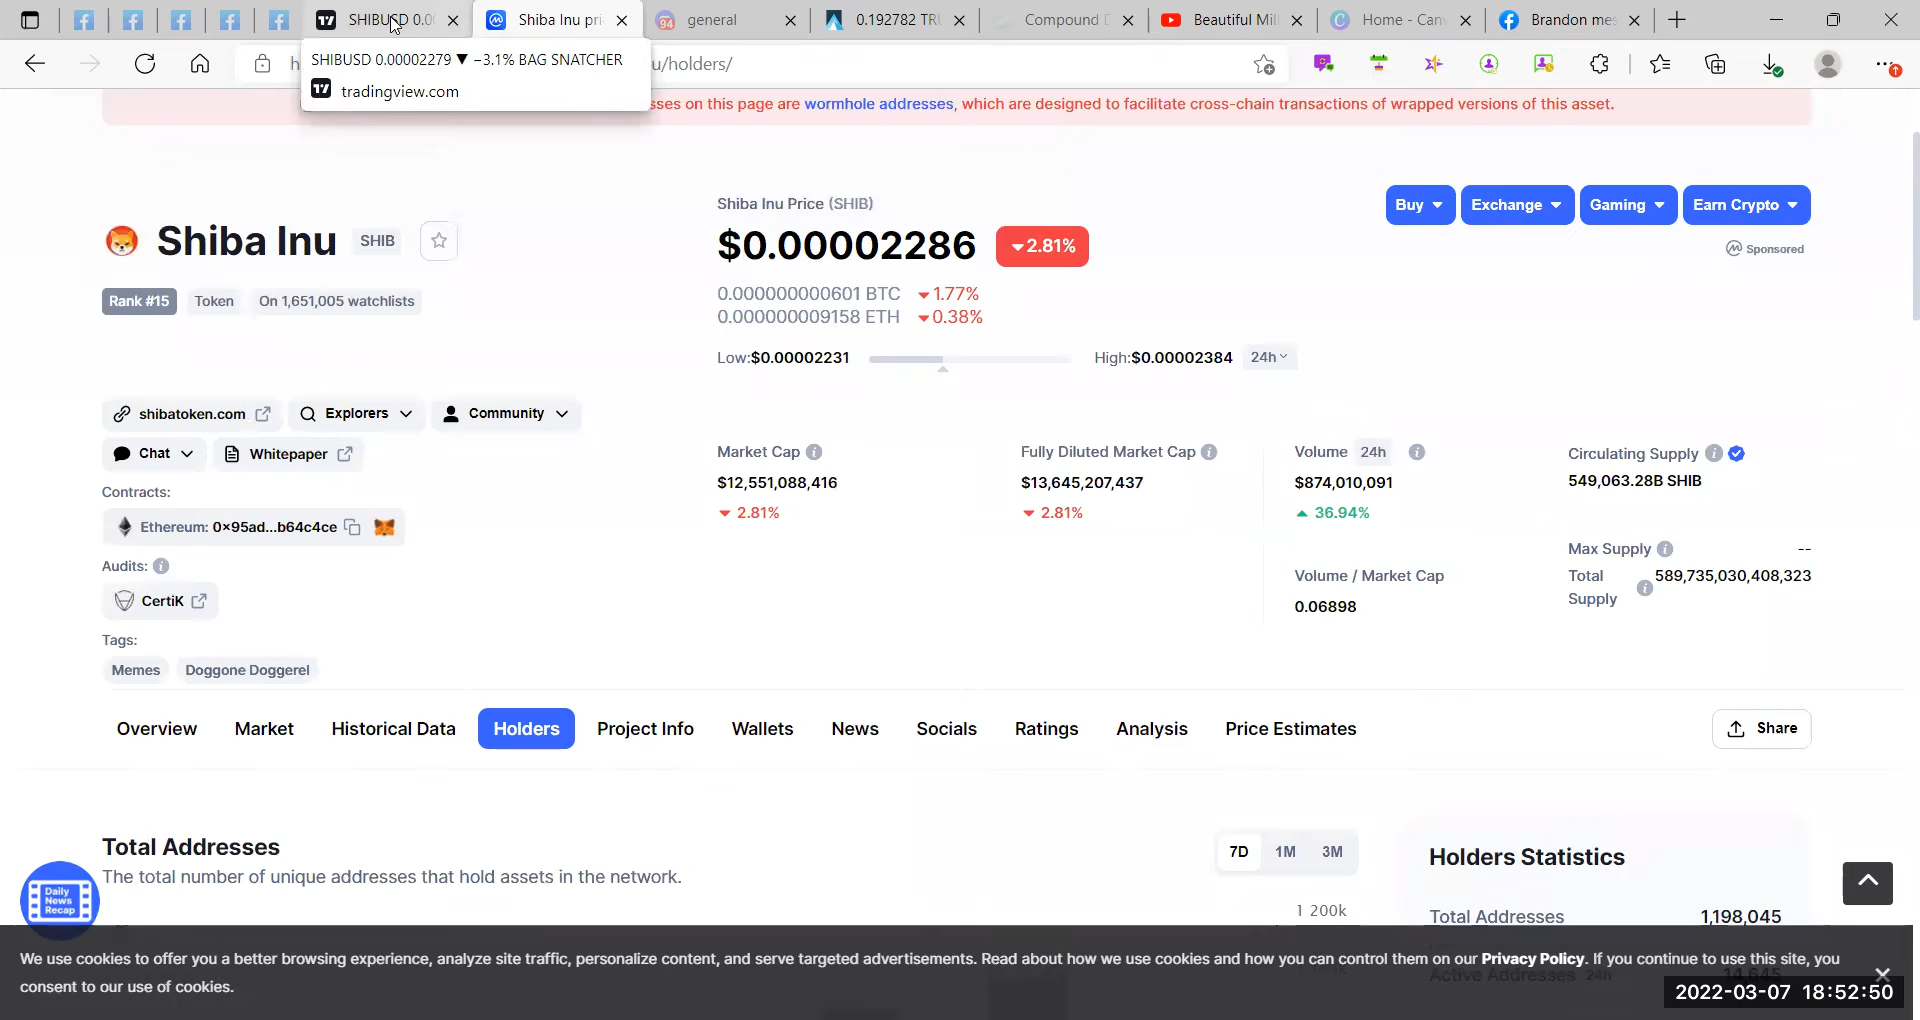 SHIBUSD 0.0
Shiba Inu pri
general
0.192782 TR
Compound
Beautiful Mil
Home - Can
Brandon mes
SHIBUSD 0.00002279 ▼ −3.1% BAG SNATCHER
tradingview.com
u/holders/
sses on this page are wormhole addresses, which are designed to facilitate cross-chain transactions of wrapped versions of this asset.
Shiba Inu SHIB
Rank #15 Token On 1,651,005 watchlists
Shiba Inu Price (SHIB)
$0.00002286 2.81%
0.000000000601 BTC 1.77%
0.000000009158 ETH 0.38%
Low:$0.00002231 High:$0.00002384 24h
Buy Exchange Gaming Earn Crypto
Sponsored
shibatoken.com Explorers Community
Chat Whitepaper
Contracts:
Ethereum: 0×95ad...b64c4ce
Audits:
CertiK
Tags:
Memes Doggone Doggerel
Market Cap
$12,551,088,416
2.81%
Fully Diluted Market Cap
$13,645,207,437
2.81%
Volume 24h
$874,010,091
36.94%
Volume / Market Cap
0.06898
Circulating Supply
549,063.28B SHIB
Max Supply --
Total Supply 589,735,030,408,323
Overview Market Historical Data Holders Project Info Wallets News Socials Ratings Analysis Price Estimates
Share
Total Addresses
The total number of unique addresses that hold assets in the network.
7D 1M 3M
1 200k
Holders Statistics
Total Addresses 1,198,045
Active Addresses 24h 14,645
Daily
News
Recap
We use cookies to offer you a better browsing experience, analyze site traffic, personalize content, and serve targeted advertisements. Read about how we use cookies and how you can control them on our Privacy Policy. If you continue to use this site, you
consent to our use of cookies.
2022-03-07 18:52:50